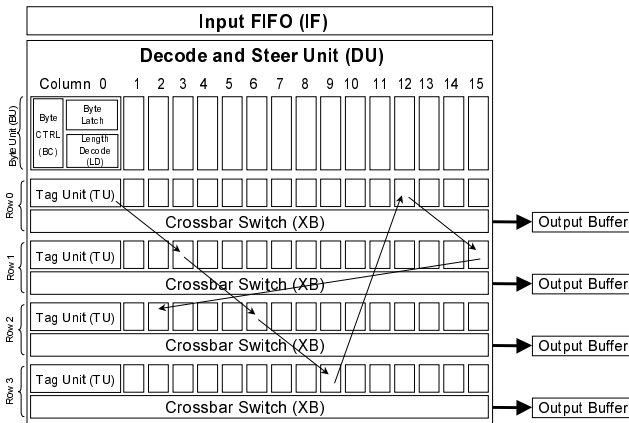 Input FIFO (IF)
Decode and Steer Unit (DU)
Column 0 1 2 3 4 5 6 7 8 9 10 11 12 13 14 15
Byte Unit (BU)
Byte
CTRL
(BC)
Byte
Latch
Length
Decode
(LD)
Row 0
Tag Unit (TU)
Crossbar Switch (XB)
Output Buffer
Row 1
Tag Unit (TU)
Crossbar Switch (XB)
Output Buffer
Row 2
Tag Unit (TU)
Crossbar Switch (XB)
Output Buffer
Row 3
Tag Unit (TU)
Crossbar Switch (XB)
Output Buffer